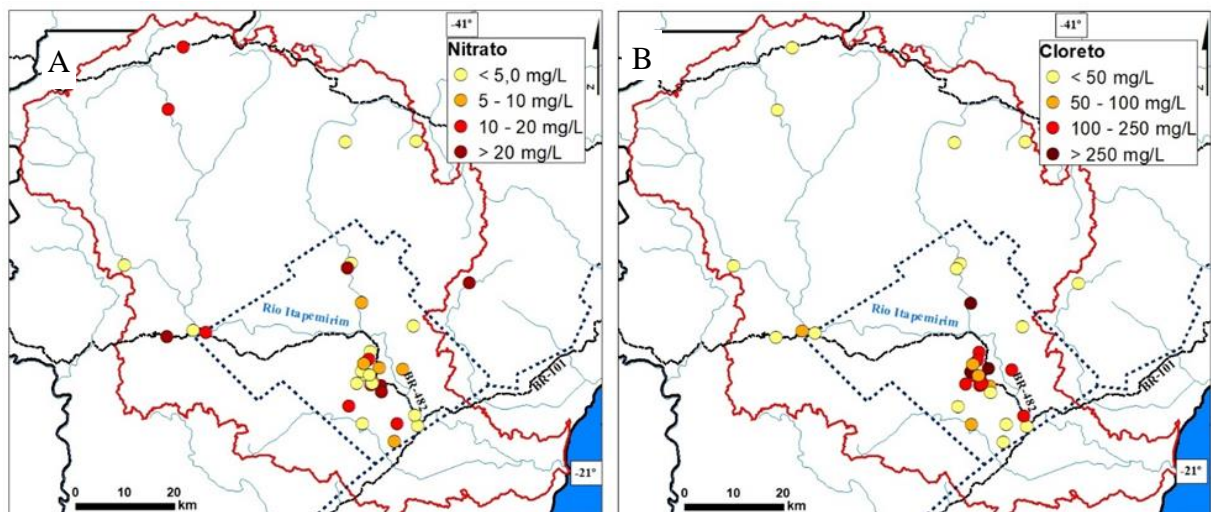 A
-41°
Nitrato
< 5,0 mg/L
5 - 10 mg/L
10 - 20 mg/L
> 20 mg/L
z
Rio Itapemirim
BR-48
BR-101
-21°
0 10 20
km
B
-41°
Cloreto
< 50 mg/L
50 - 100 mg/L
100 - 250 mg/L
> 250 mg/L
z
Rio Itapemirim
BR-48
BR-101
-21°
0 10 20
km